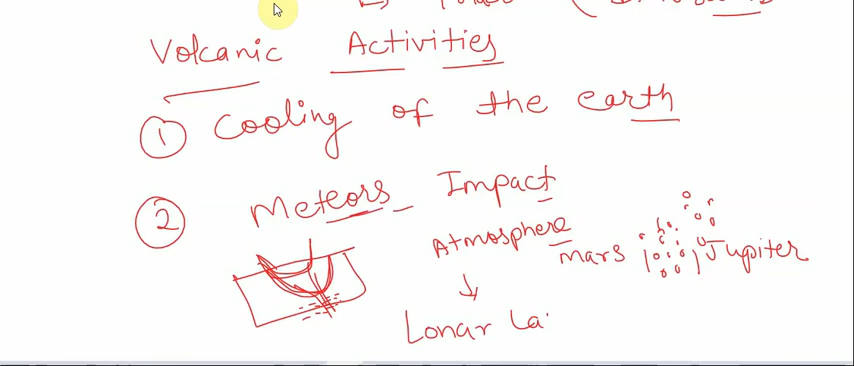 Volcanic Activities
① Cooling of the earth
② Meteors Impact
Atmosphere
Mars Jupiter
Lonar La